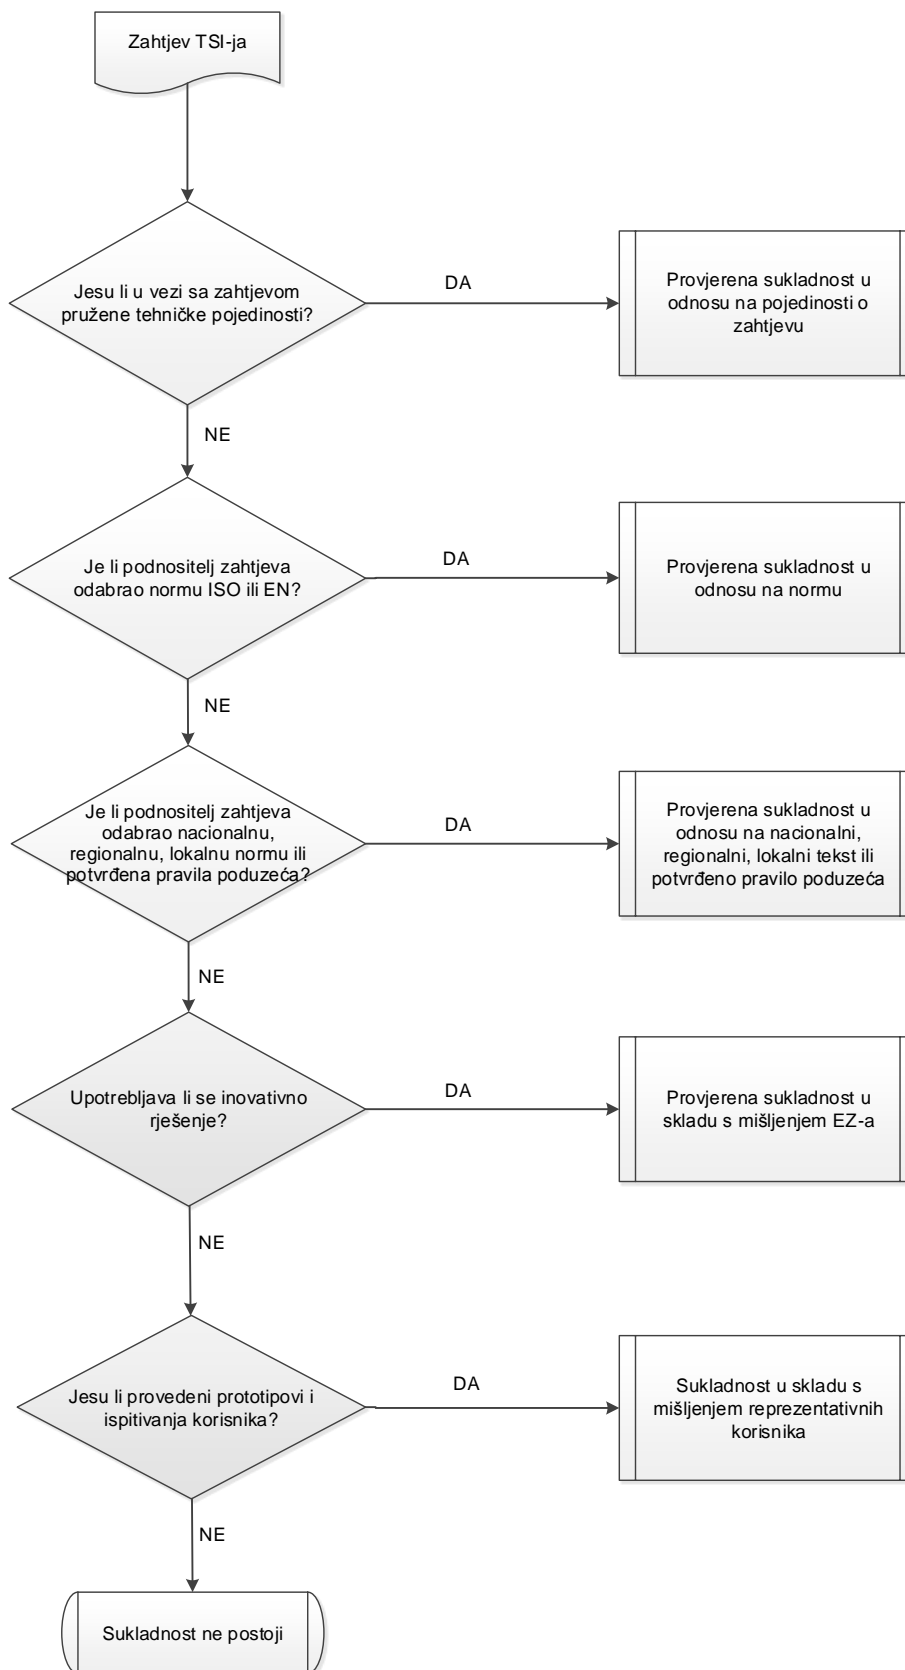 Zahtjev TSI-ja
Jesu li u vezi sa zahtjevom
pružene tehničke pojedinosti?
DA
Provjerena sukladnost u
odnosu na pojedinosti o
zahtjevu
NE
Je li podnositelj zahtjeva
odabrao normu ISO ili EN?
DA
Provjerena sukladnost u
odnosu na normu
NE
Je li podnositelj zahtjeva
odabrao nacionalnu,
regionalnu, lokalnu normu ili
potvrđena pravila poduzeća?
DA
Provjerena sukladnost u
odnosu na nacionalni,
regionalni, lokalni tekst ili
potvrđeno pravilo poduzeća
NE
Upotrebljava li se inovativno
rješenje?
DA
Provjerena sukladnost u
skladu s mišljenjem EZ-a
NE
Jesu li provedeni prototipovi i
ispitivanja korisnika?
DA
Sukladnost u skladu s
mišljenjem reprezentativnih
korisnika
NE
Sukladnost ne postoji